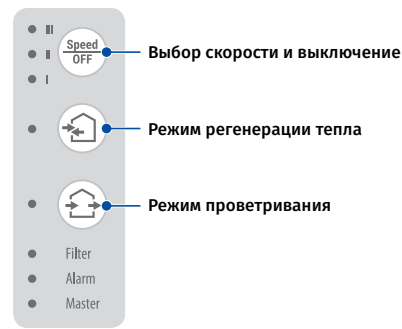 III
Speed
OFF
II
Выбор скорости и выключение
I
Режим регенерации тепла
Режим проветривания
Filter
Alarm
Master